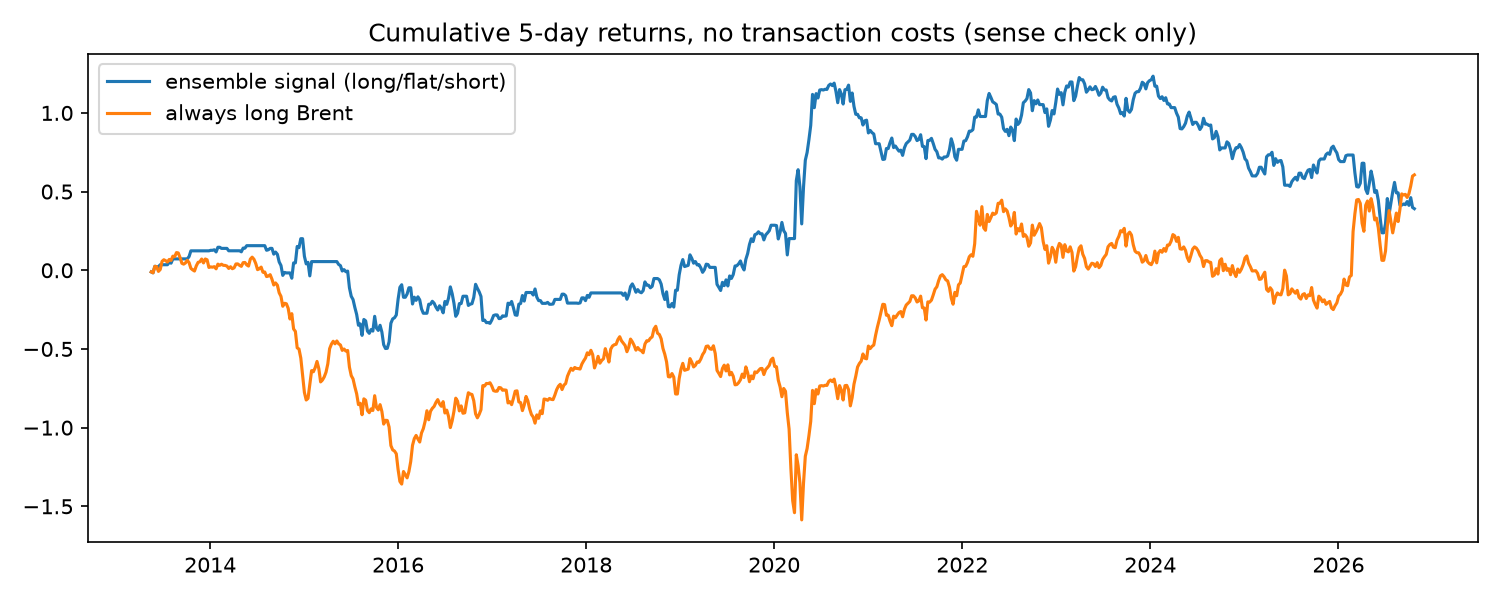 Cumulative 5-day returns, no transaction costs (sense check only)
ensemble signal (long/flat/short)
always long Brent
1.0
0.5
0.0
−0.5
−1.0
−1.5
2014 2016 2018 2020 2022 2024 2026